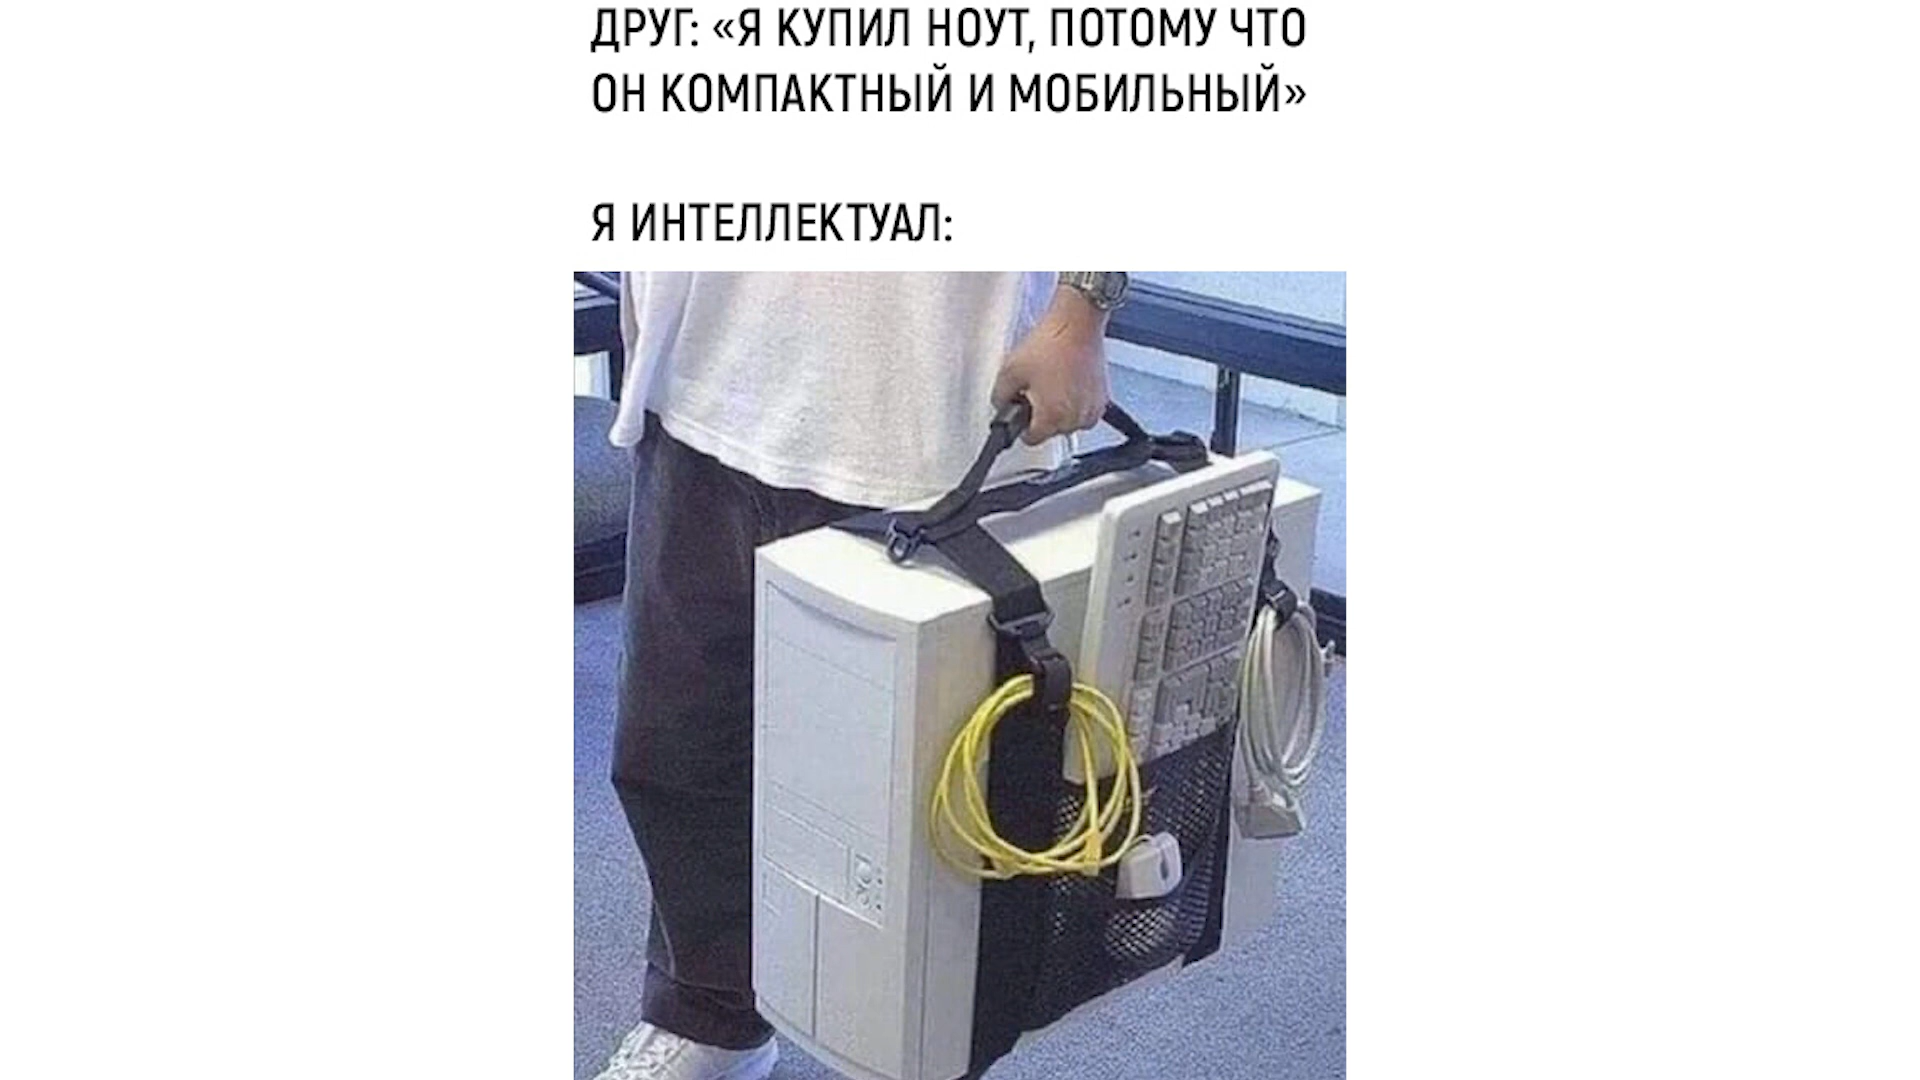 ДРУГ: «Я КУПИЛ НОУТ, ПОТОМУ ЧТО
ОН КОМПАКТНЫЙ И МОБИЛЬНЫЙ»
Я ИНТЕЛЛЕКТУАЛ: